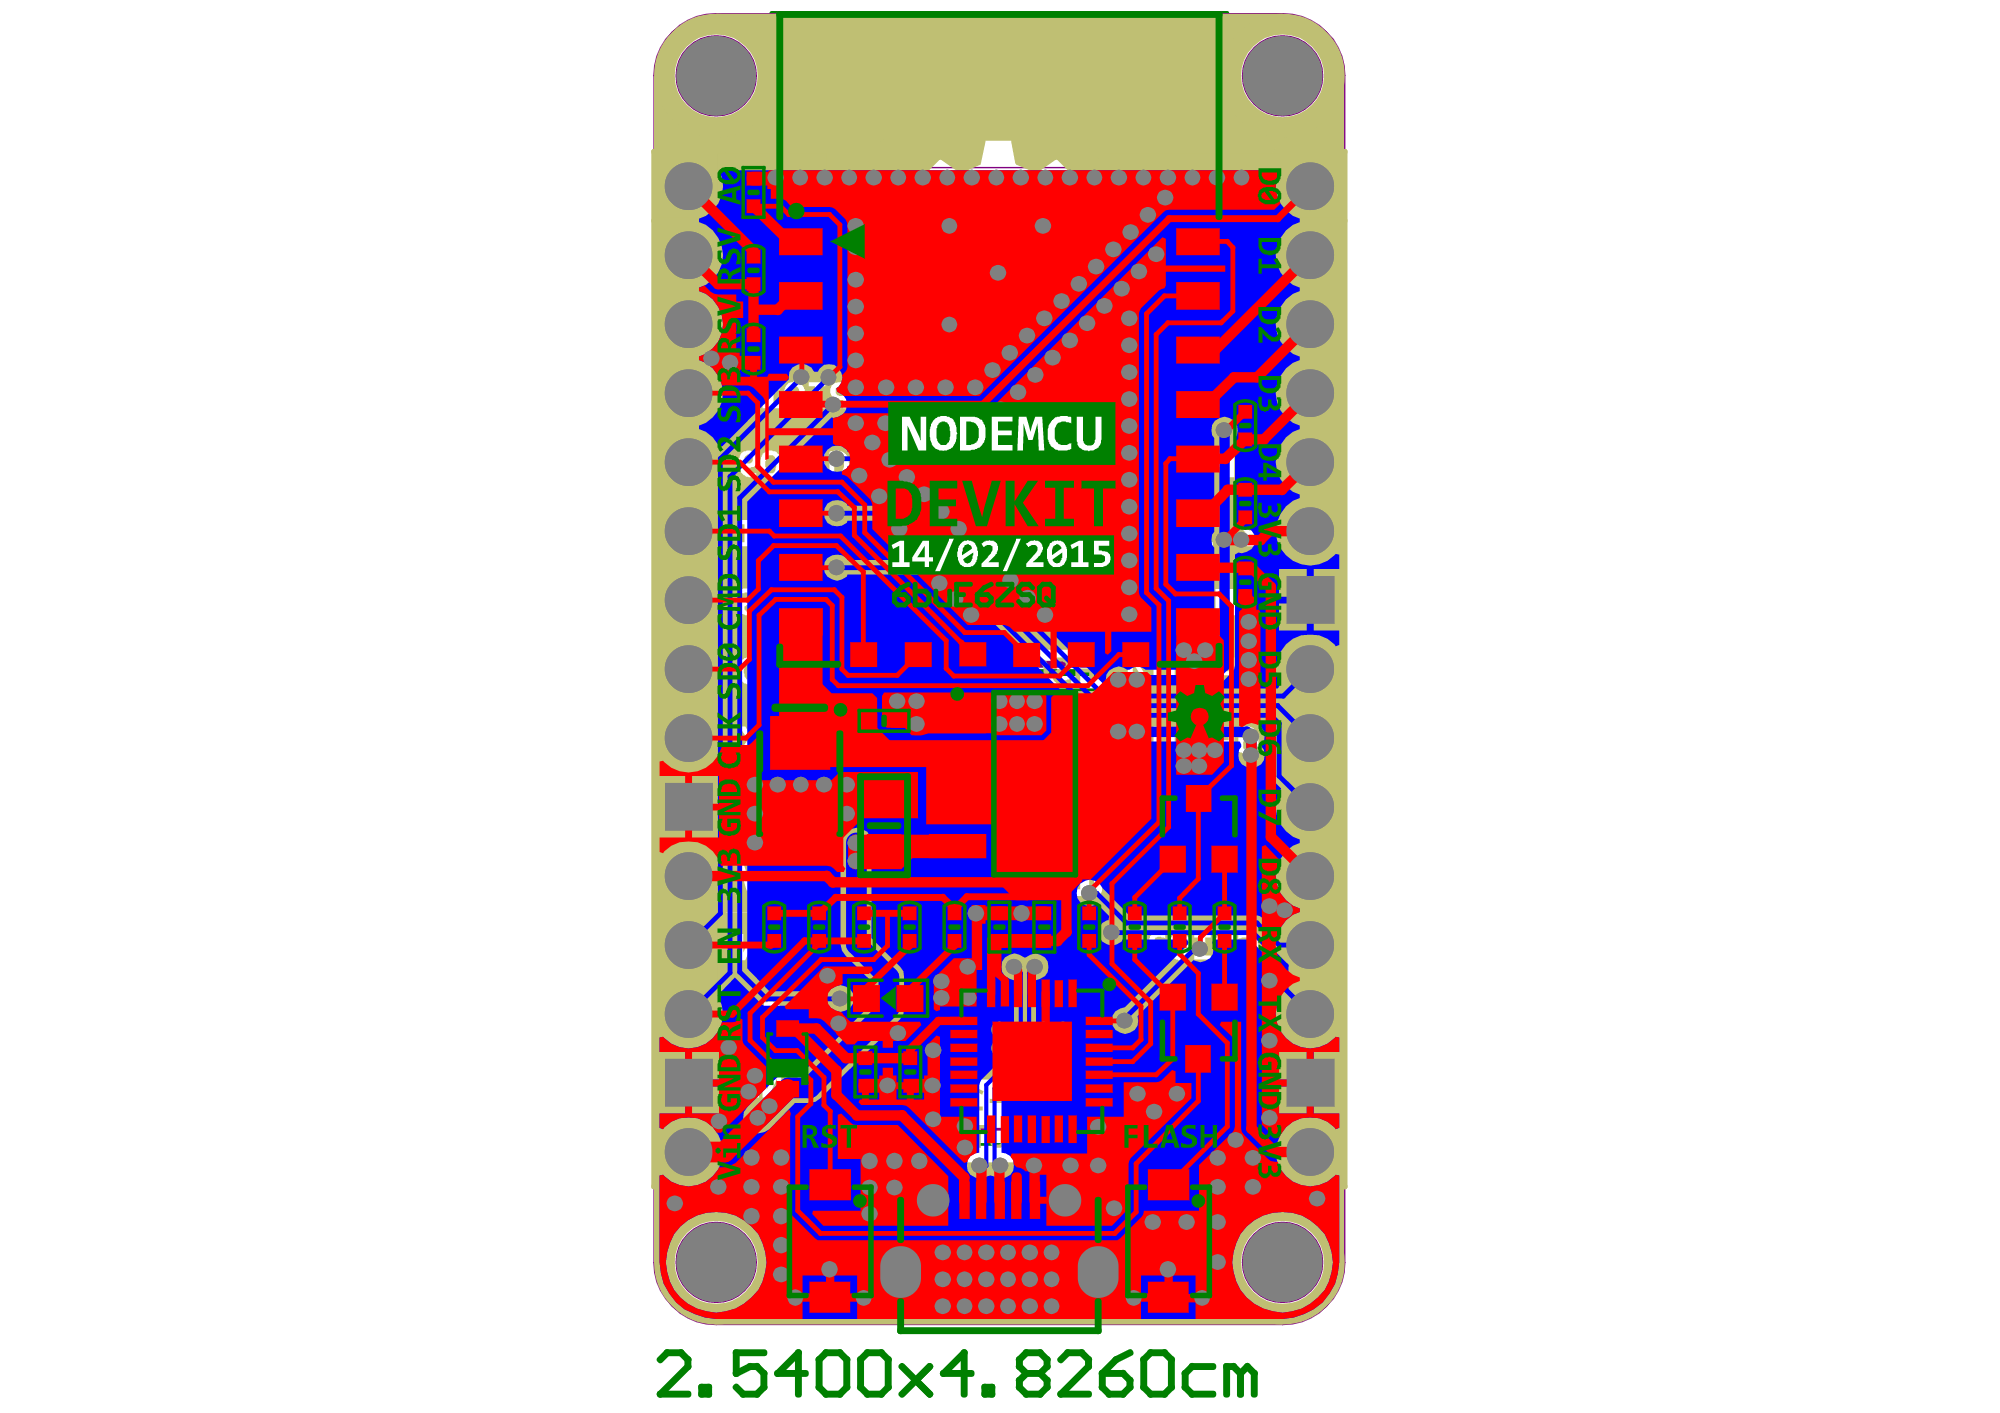 A0
RSV
RSV
SD3
SD2
SD1
CMD
SD0
CLK
GND
3V3
EN
RST
GND
Vin
NODEMCU
DEVKIT
14/02/2015
RST
FLASH
D0
D1
D2
D3
D4
3V3
GND
D5
D6
D7
D8
RX
TX
GND
3V3
2.5400x4.8260cm